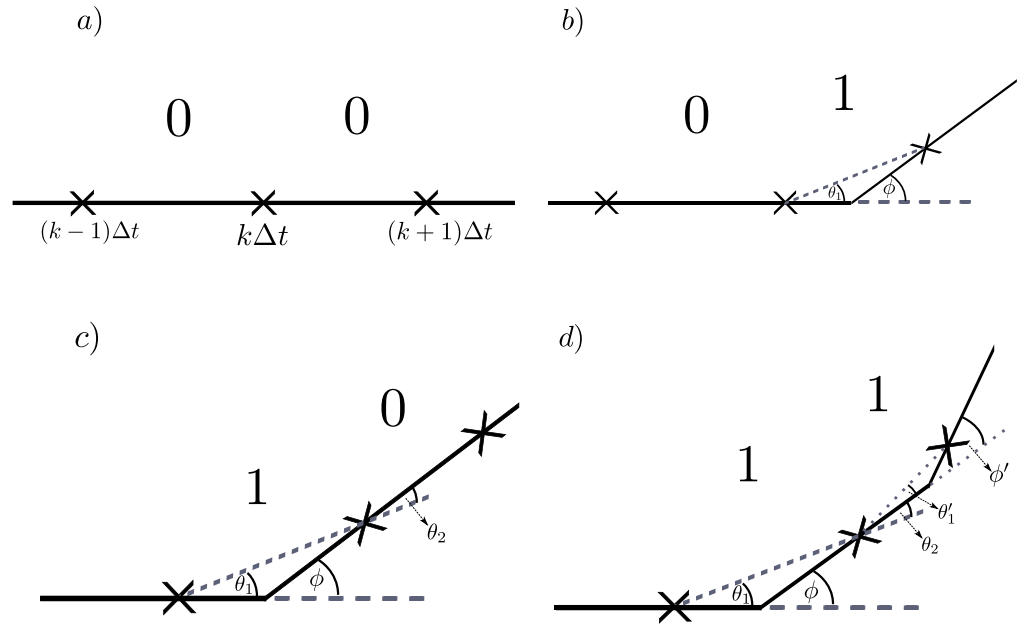 a)
0 0
(k − 1)Δt kΔt (k + 1)Δt
b)
0 1
θ₁ ϕ
c)
1 0
θ₁ ϕ θ₂
d)
1 1
θ₁ ϕ θ₂ θ′₁ ϕ′